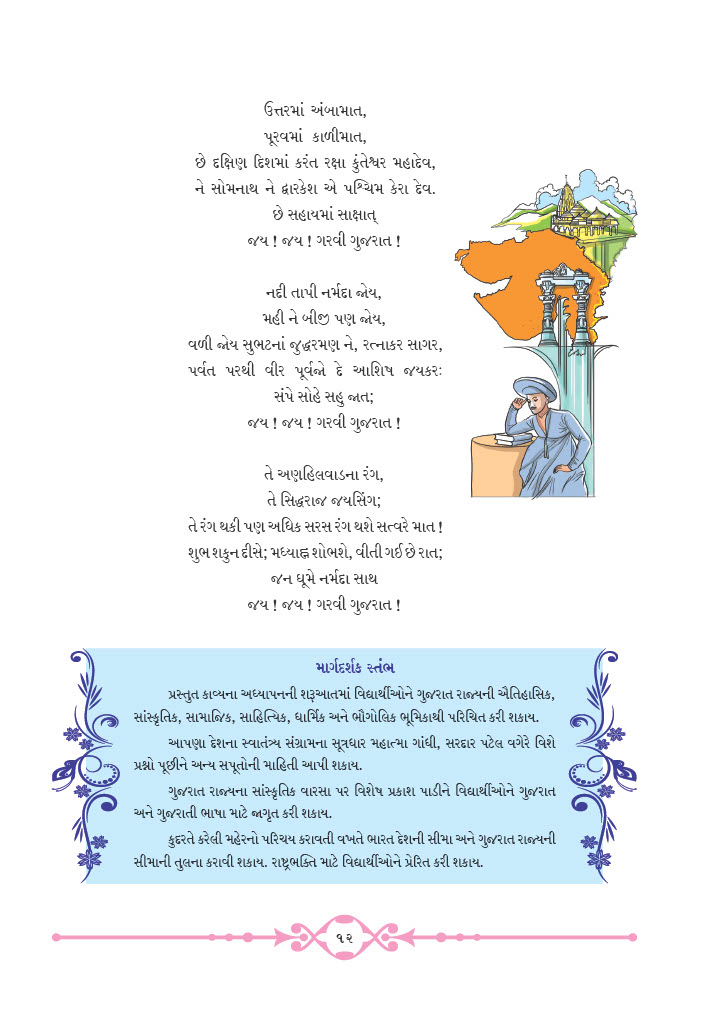 ઉત્તરમાં અંબામાત,
પૂરવમાં કાળીમાત,
છે દક્ષિણ દિશમાં કરંત રક્ષા કુંતેશ્વર મહાદેવ,
ને સોમનાથ ને દ્વારકેશ એ પશ્ચિમ કેરા દેવ.
છે સહાયમાં સાક્ષાત્
જય ! જય ! ગરવી ગુજરાત !
નદી તાપી નર્મદા જોય,
મહી ને બીજી પણ જોય,
વળી જોય સુભટનાં જુદ્ધરમણ ને, રત્નાકર સાગર,
પર્વત પરથી વીર પૂર્વજો દે આશિષ જયકરઃ
સંપે સોહે સહુ જાત;
જય ! જય ! ગરવી ગુજરાત !
તે અણહિલવાડના રંગ,
તે સિદ્ધરાજ જયસિંગ;
તે રંગ થકી પણ અધિક સરસ રંગ થશે સત્વરે માત !
શુભ શકુન દીસે; મધ્યાહ્ન શોભશે, વીતી ગઈ છે રાત;
જન ઘૂમે નર્મદા સાથ
જય ! જય ! ગરવી ગુજરાત !
માર્ગદર્શક સ્તંભ
પ્રસ્તુત કાવ્યના અધ્યાપનની શરૂઆતમાં વિદ્યાર્થીઓને ગુજરાત રાજ્યની ઐતિહાસિક,
સાંસ્કૃતિક, સામાજિક, સાહિત્યિક, ધાર્મિક અને ભૌગોલિક ભૂમિકાથી પરિચિત કરી શકાય.
આપણા દેશના સ્વાતંત્ર્ય સંગ્રામના સૂત્રધાર મહાત્મા ગાંધી, સરદાર પટેલ વગેરે વિશે
પ્રશ્નો પૂછીને અન્ય સપૂતોની માહિતી આપી શકાય.
ગુજરાત રાજ્યના સાંસ્કૃતિક વારસા પર વિશેષ પ્રકાશ પાડીને વિદ્યાર્થીઓને ગુજરાત
અને ગુજરાતી ભાષા માટે જાગૃત કરી શકાય.
કુદરતે કરેલી મહેરનો પરિચય કરાવતી વખતે ભારત દેશની સીમા અને ગુજરાત રાજ્યની
સીમાની તુલના કરાવી શકાય. રાષ્ટ્રભક્તિ માટે વિદ્યાર્થીઓને પ્રેરિત કરી શકાય.
૧૨